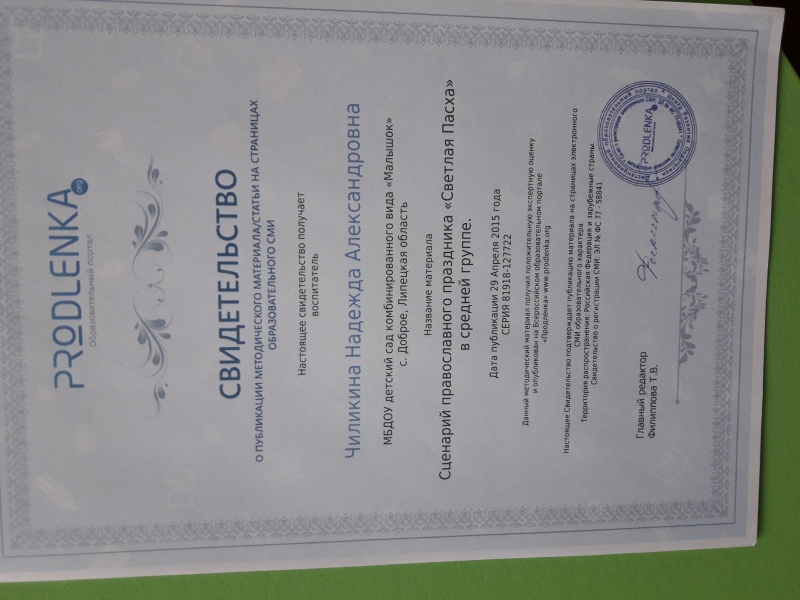 PRODLENKA
.org
Образовательный портал
СВИДЕТЕЛЬСТВО
О ПУБЛИКАЦИИ МЕТОДИЧЕСКОГО МАТЕРИАЛА/СТАТЬИ НА СТРАНИЦАХ
ОБРАЗОВАТЕЛЬНОГО СМИ
Настоящее свидетельство получает
воспитатель
Чиликина Надежда Александровна
МБДОУ детский сад комбинированного вида «Малышок»
с. Доброе, Липецкая область
Название материала
Сценарий православного праздника «Светлая Пасха»
в средней группе.
Дата публикации 29 Апреля 2015 года
СЕРИЯ 81918-127722
Данный методический материал получил положительную экспертную оценку
и опубликован на Всероссийском образовательном портале
«Продленка» www.prodlenka.org
Настоящее Свидетельство подтверждает публикацию материала на страницах электронного
СМИ образовательного характера.
Территория распространения: Российская Федерация и зарубежные страны.
Свидетельство о регистрации СМИ: ЭЛ № ФС 77 - 58841
Главный редактор
Филиппова Т.В.
PRODLENKA